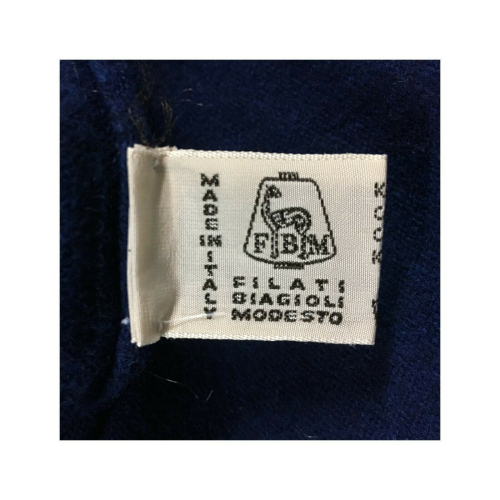 MADE IN ITALY
FBM
FILATI
BIAGIOLI
MODESTO